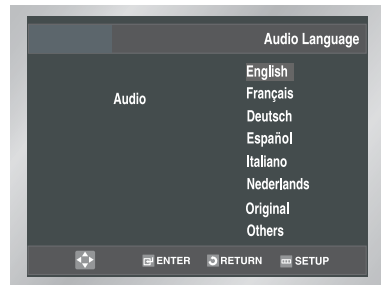 Audio Language
English
Audio
Français
Deutsch
Español
Italiano
Nederlands
Original
Others
ENTER RETURN SETUP